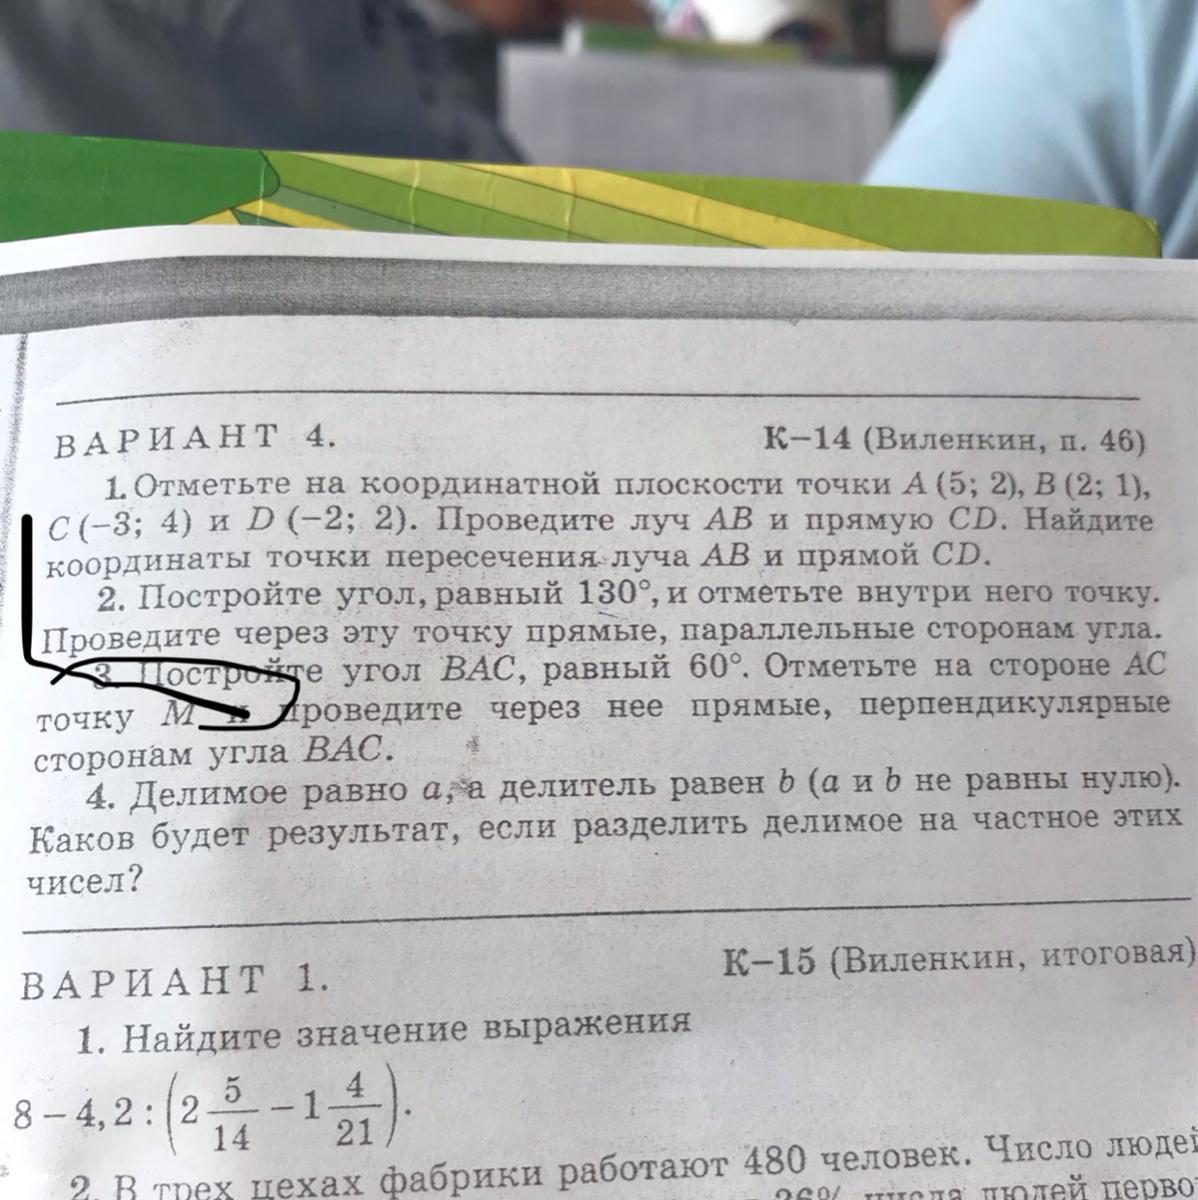 ВАРИАНТ 4. К–14 (Виленкин, п. 46)
1. Отметьте на координатной плоскости точки A (5; 2), B (2; 1),
C (−3; 4) и D (−2; 2). Проведите луч AB и прямую CD. Найдите
координаты точки пересечения луча AB и прямой CD.
2. Постройте угол, равный 130°, и отметьте внутри него точку.
Проведите через эту точку прямые, параллельные сторонам угла.
3. Постройте угол BAC, равный 60°. Отметьте на стороне AC
точку M и проведите через нее прямые, перпендикулярные
сторонам угла BAC.
4. Делимое равно a, а делитель равен b (a и b не равны нулю).
Каков будет результат, если разделить делимое на частное этих
чисел?
ВАРИАНТ 1. К–15 (Виленкин, итоговая)
1. Найдите значение выражения
8 − 4,2 : (2 5/14 − 1 4/21).
2. В трех цехах фабрики работают 480 человек. Число людей
36% числа людей перво-